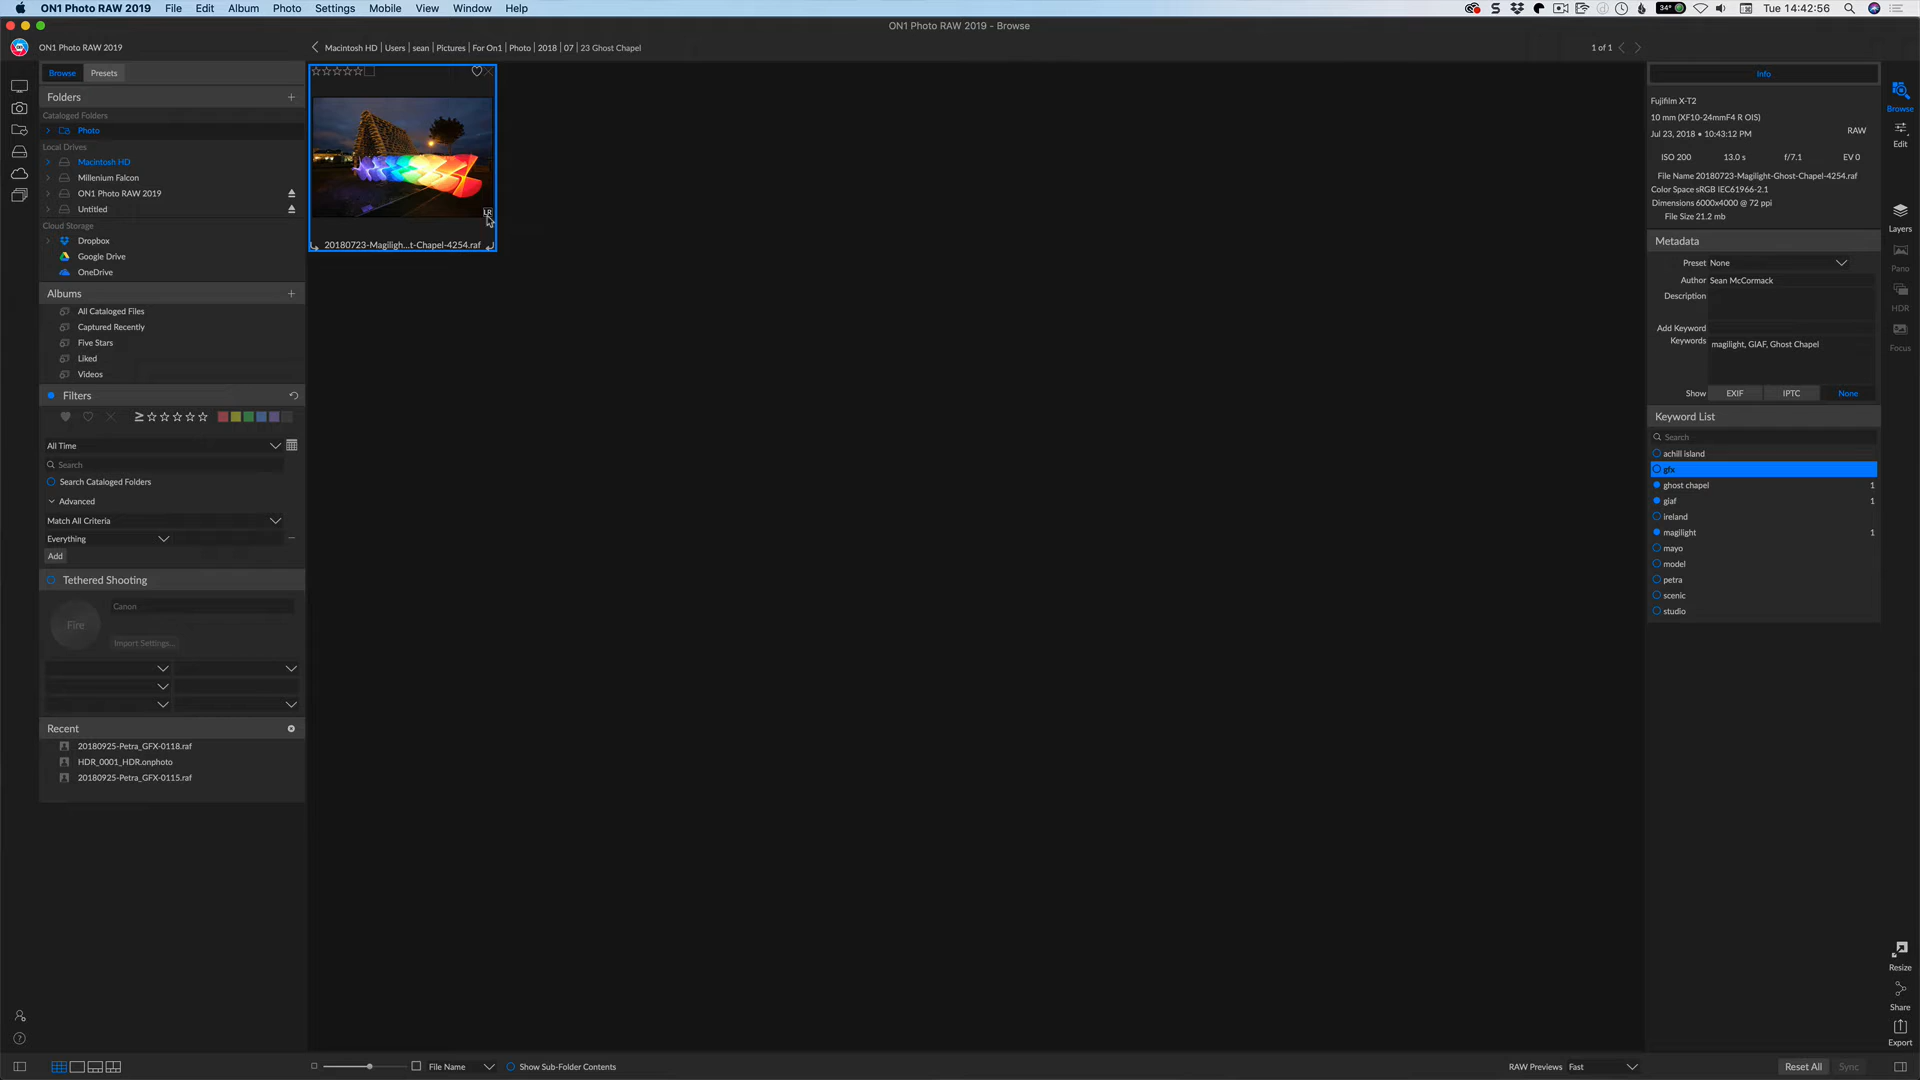 ON1 Photo RAW 2019 File Edit Album Photo Settings Mobile View Window Help
34° Tue 14:42:56
ON1 Photo RAW 2019 - Browse
ON1 Photo RAW 2019
Macintosh HD | Users | sean | Pictures | For On1 | Photo | 2018 | 07 | 23 Ghost Chapel
1 of 1
Browse Presets
Folders
Cataloged Folders
Photo
Local Drives
Macintosh HD
Millenium Falcon
ON1 Photo RAW 2019
Untitled
Cloud Storage
Dropbox
Google Drive
OneDrive
Albums
All Cataloged Files
Captured Recently
Five Stars
Liked
Videos
Filters
All Time
Search
Search Cataloged Folders
Advanced
Match All Criteria
Everything
Add
Tethered Shooting
Canon
Fire
Import Settings...
Recent
20180925-Petra_GFX-0118.raf
HDR_0001_HDR.onphoto
20180925-Petra_GFX-0115.raf
LR
20180723-Magiligh...t-Chapel-4254.raf
File Name
Show Sub-Folder Contents
RAW Previews Fast
Info
Fujifilm X-T2
10 mm (XF10-24mmF4 R OIS)
Jul 23, 2018 • 10:43:12 PM
RAW
ISO 200 13.0 s f/7.1 EV 0
File Name 20180723-Magilight-Ghost-Chapel-4254.raf
Color Space sRGB IEC61966-2.1
Dimensions 6000x4000 @ 72 ppi
File Size 21.2 mb
Metadata
Preset None
Author Sean McCormack
Description
Add Keyword
Keywords magilight, GIAF, Ghost Chapel
Show EXIF IPTC None
Keyword List
Search
achill island
gfx
ghost chapel 1
giaf 1
ireland
magilight 1
mayo
model
petra
scenic
studio
Reset All Sync
Browse
Edit
Layers
Pano
HDR
Focus
Resize
Share
Export